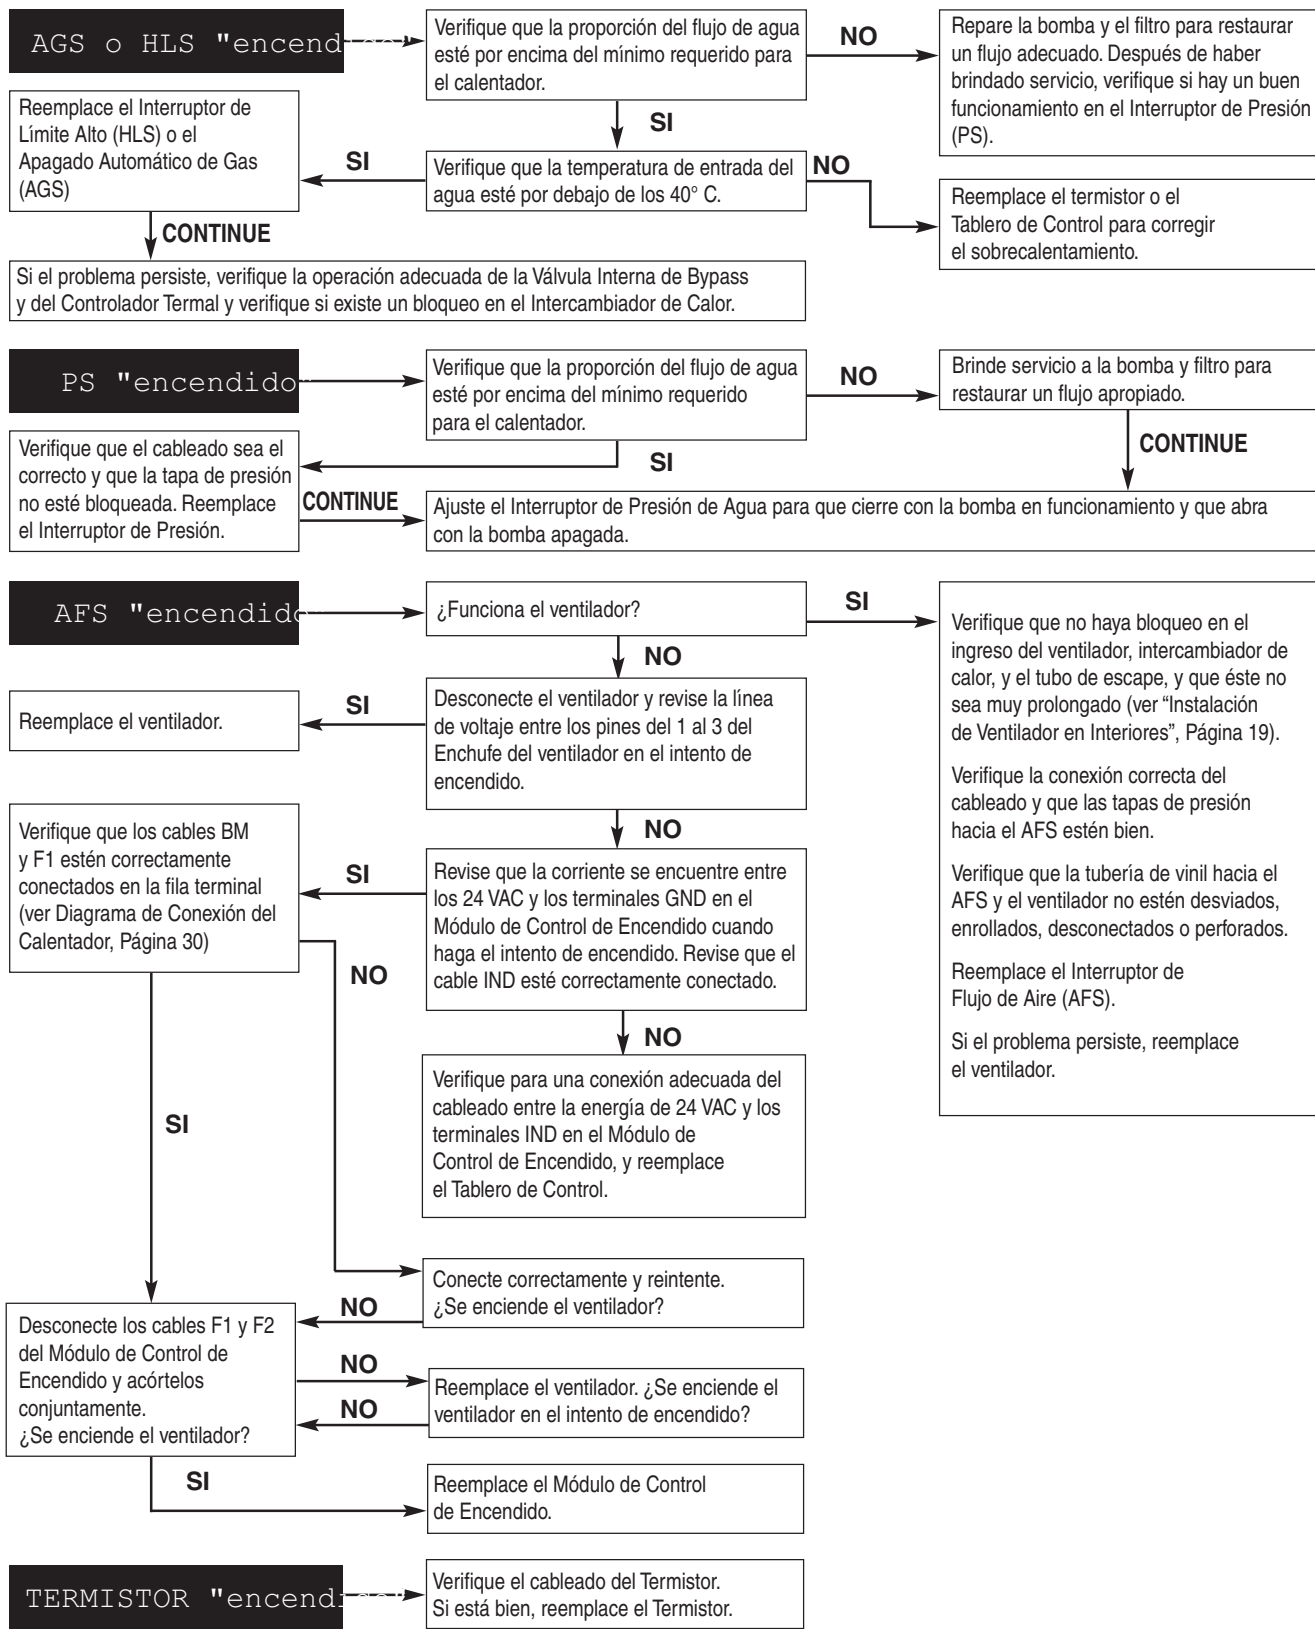 AGS o HLS "encendido"
Verifique que la proporción del flujo de agua
esté por encima del mínimo requerido para
el calentador.
NO
Repare la bomba y el filtro para restaurar
un flujo adecuado. Después de haber
brindado servicio, verifique si hay un buen
funcionamiento en el Interruptor de Presión
(PS).
SI
Reemplace el Interruptor de
Límite Alto (HLS) o el
Apagado Automático de Gas
(AGS)
SI
Verifique que la temperatura de entrada del
agua esté por debajo de los 40° C.
NO
Reemplace el termistor o el
Tablero de Control para corregir
el sobrecalentamiento.
CONTINUE
Si el problema persiste, verifique la operación adecuada de la Válvula Interna de Bypass
y del Controlador Termal y verifique si existe un bloqueo en el Intercambiador de Calor.
PS "encendido"
Verifique que la proporción del flujo de agua
esté por encima del mínimo requerido
para el calentador.
NO
Brinde servicio a la bomba y filtro para
restaurar un flujo apropiado.
SI
CONTINUE
Verifique que el cableado sea el
correcto y que la tapa de presión
no esté bloqueada. Reemplace
el Interruptor de Presión.
CONTINUE
Ajuste el Interruptor de Presión de Agua para que cierre con la bomba en funcionamiento y que abra
con la bomba apagada.
AFS "encendido"
¿Funciona el ventilador?
SI
Verifique que no haya bloqueo en el
ingreso del ventilador, intercambiador de
calor, y el tubo de escape, y que éste no
sea muy prolongado (ver “Instalación
de Ventilador en Interiores”, Página 19).
Verifique la conexión correcta del
cableado y que las tapas de presión
hacia el AFS estén bien.
Verifique que la tubería de vinil hacia el
AFS y el ventilador no estén desviados,
enrollados, desconectados o perforados.
Reemplace el Interruptor de
Flujo de Aire (AFS).
Si el problema persiste, reemplace
el ventilador.
NO
Reemplace el ventilador.
SI
Desconecte el ventilador y revise la línea
de voltaje entre los pines del 1 al 3 del
Enchufe del ventilador en el intento de
encendido.
NO
Verifique que los cables BM
y F1 estén correctamente
conectados en la fila terminal
(ver Diagrama de Conexión del
Calentador, Página 30)
SI
Revise que la corriente se encuentre entre
los 24 VAC y los terminales GND en el
Módulo de Control de Encendido cuando
haga el intento de encendido. Revise que el
cable IND esté correctamente conectado.
NO
NO
Verifique para una conexión adecuada del
cableado entre la energía de 24 VAC y los
terminales IND en el Módulo de
Control de Encendido, y reemplace
el Tablero de Control.
SI
Conecte correctamente y reintente.
¿Se enciende el ventilador?
NO
Desconecte los cables F1 y F2
del Módulo de Control de
Encendido y acórtelos
conjuntamente.
¿Se enciende el ventilador?
NO
NO
Reemplace el ventilador. ¿Se enciende el
ventilador en el intento de encendido?
SI
Reemplace el Módulo de Control
de Encendido.
TERMISTOR "encendido"
Verifique el cableado del Termistor.
Si está bien, reemplace el Termistor.